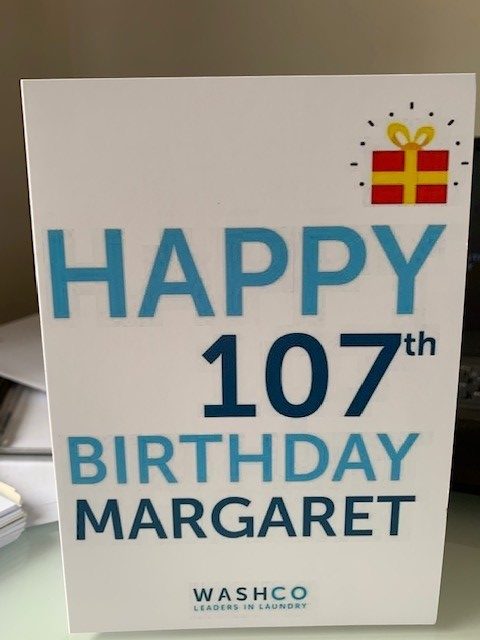 HAPPY
107th
BIRTHDAY
MARGARET
WASHCO
LEADERS IN LAUNDRY